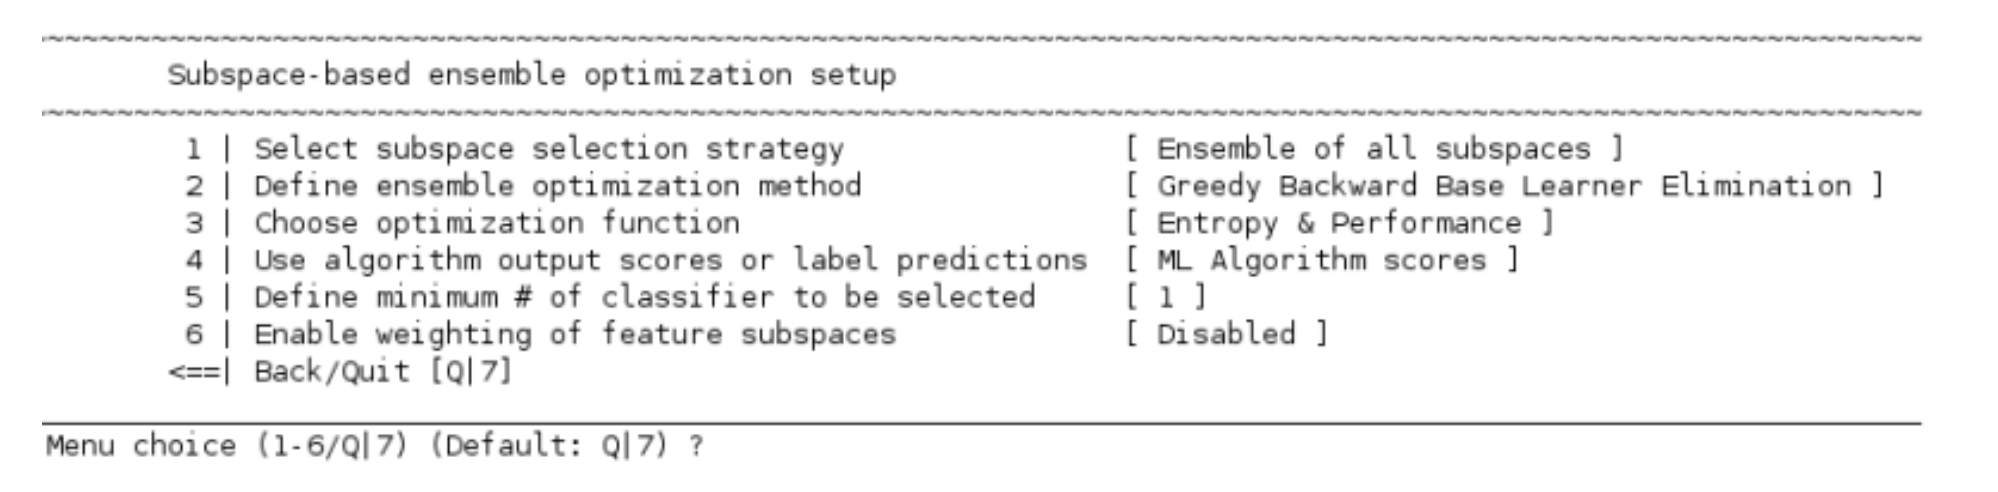 Subspace-based ensemble optimization setup
1 | Select subspace selection strategy [ Ensemble of all subspaces ]
2 | Define ensemble optimization method [ Greedy Backward Base Learner Elimination ]
3 | Choose optimization function [ Entropy & Performance ]
4 | Use algorithm output scores or label predictions [ ML Algorithm scores ]
5 | Define minimum # of classifier to be selected [ 1 ]
6 | Enable weighting of feature subspaces [ Disabled ]
<==| Back/Quit [Q|7]
Menu choice (1-6/Q|7) (Default: Q|7) ?